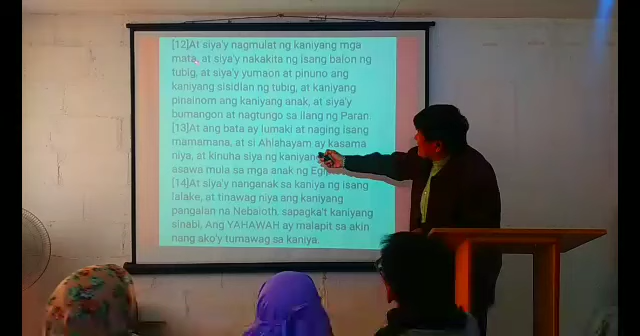 [12]At siya'y nagmulat ng kaniyang mga
mata, at siya'y nakakita ng isang balon ng
tubig, at siya'y yumaon at pinuno ang
kaniyang sisidlan ng tubig, at kaniyang
pinainom ang kaniyang anak, at siya'y
bumangon at nagtungo sa ilang ng Paran
[13]At ang bata ay lumaki at naging isang
mamamana, at si Ahlahayam ay kasama
niya, at kinuha siya ng kaniyang
asawa mula sa mga anak ng
[14]At siya'y nanganak sa kaniya ng isang
lalake, at tinawag niya ang kaniyang
pangalan na Nebaioth. sapagka't kaniyang
sinabi, Ang YAHAWAH ay malapit sa akin
nang ako'y tumawag sa kaniya.